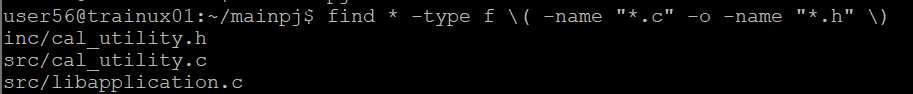 user56@trainux01:~/mainpj$ find * -type f \( -name "*.c" -o -name "*.h" \)
inc/cal_utility.h
src/cal_utility.c
src/libapplication.c